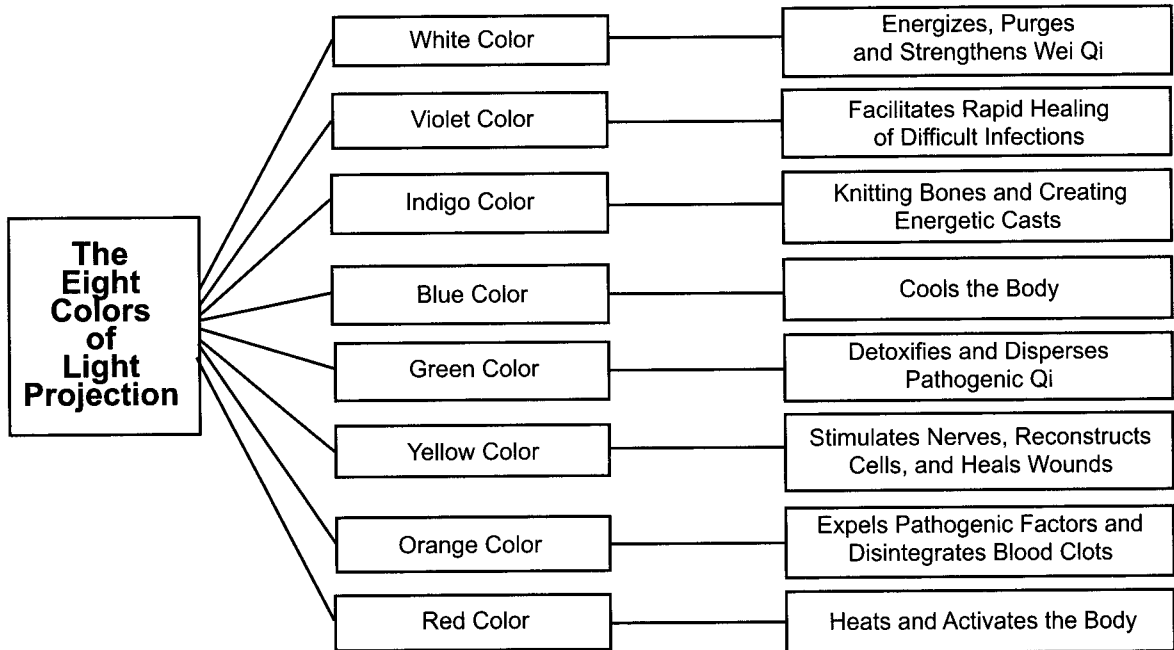 The
Eight
Colors
of
Light
Projection
White Color
Energizes, Purges
and Strengthens Wei Qi
Violet Color
Facilitates Rapid Healing
of Difficult Infections
Indigo Color
Knitting Bones and Creating
Energetic Casts
Blue Color
Cools the Body
Green Color
Detoxifies and Disperses
Pathogenic Qi
Yellow Color
Stimulates Nerves, Reconstructs
Cells, and Heals Wounds
Orange Color
Expels Pathogenic Factors and
Disintegrates Blood Clots
Red Color
Heats and Activates the Body